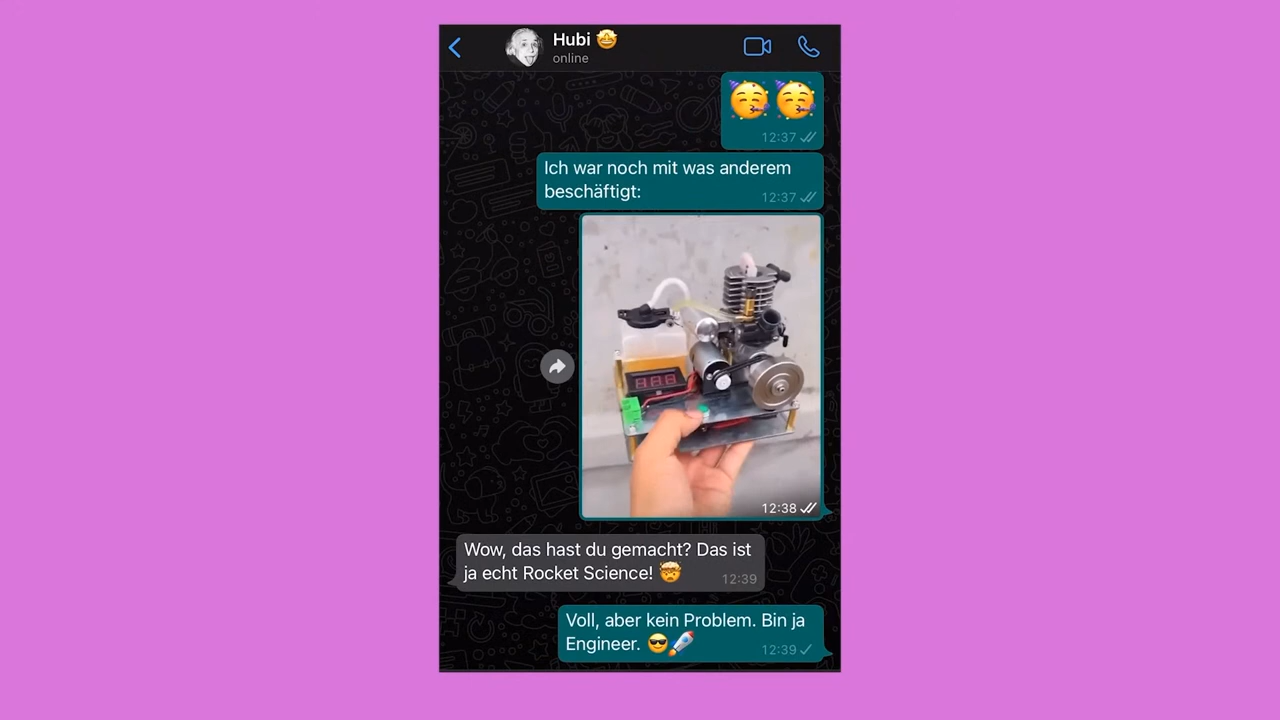 Hubi 🤩
online
🥳🥳
12:37
Ich war noch mit was anderem
beschäftigt:
12:37
12:38
Wow, das hast du gemacht? Das ist
ja echt Rocket Science! 🤯
12:39
Voll, aber kein Problem. Bin ja
Engineer. 😎🚀
12:39